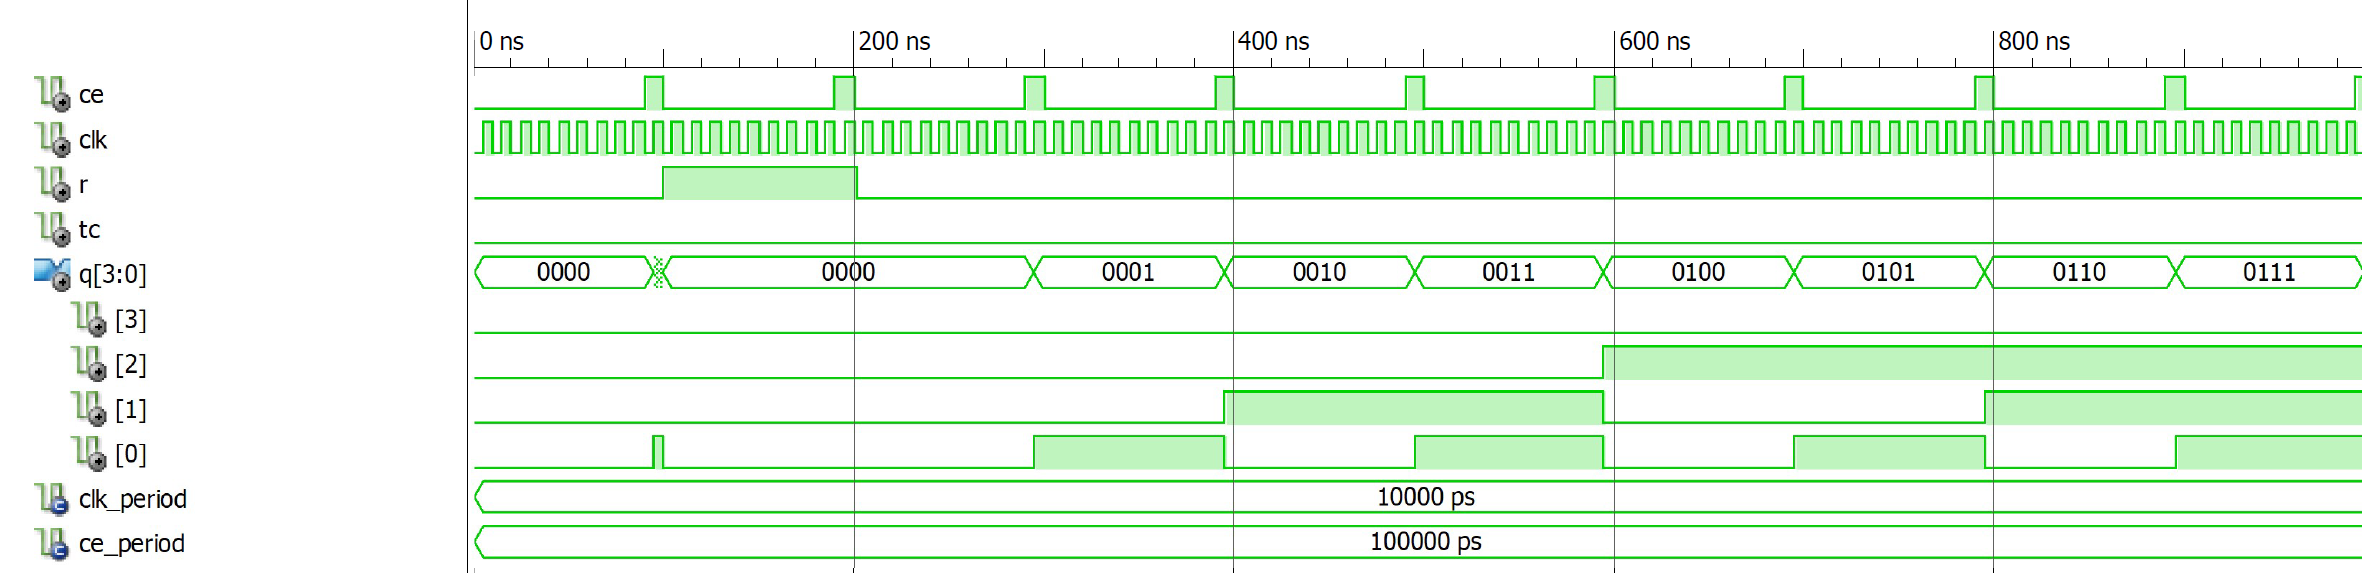 0 ns 200 ns 400 ns 600 ns 800 ns
ce
clk
r
tc
q[3:0] 0000 0000 0001 0010 0011 0100 0101 0110 0111
[3]
[2]
[1]
[0]
clk_period 10000 ps
ce_period 100000 ps